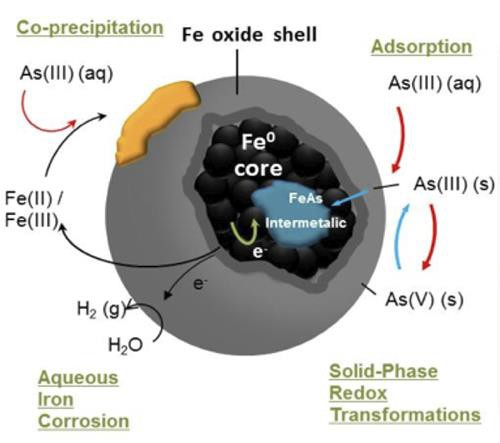 Co-precipitation
Fe oxide shell
Adsorption
As(III) (aq)
As(III) (aq)
Fe⁰
core
FeAs
Intermetalic
As(III) (s)
Fe(II) /
Fe(III)
e⁻
e⁻
As(V) (s)
H₂ (g)
H₂O
Aqueous
Iron
Corrosion
Solid-Phase
Redox
Transformations